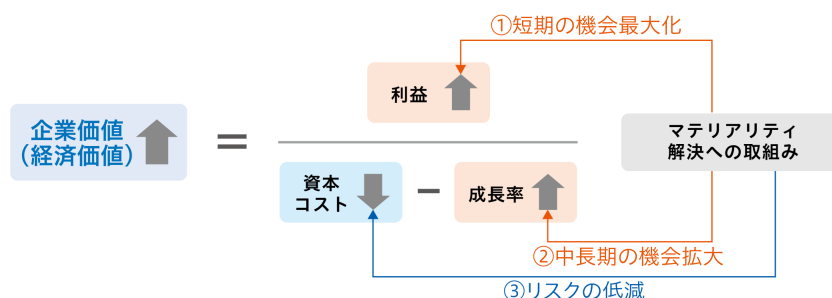 ①短期の機会最大化
利益
企業価値
(経済価値)
=
マテリアリティ
解決への取組み
資本
コスト
−
成長率
②中長期の機会拡大
③リスクの低減